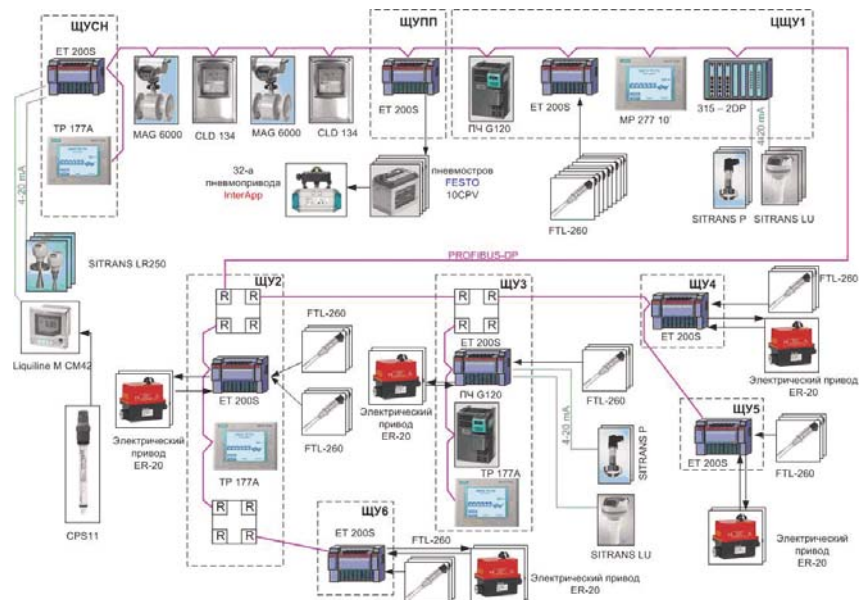 ЩУСН
ET 200S
TP 177A
MAG 6000
CLD 134
MAG 6000
CLD 134
ЩУПП
ET 200S
ЦЩУ1
ПЧ G120
ET 200S
MP 277 10`
315 – 2DP
4-20 mA
4-20 mA
4-20 mA
32-а
пневмопривода
InterApp
пневмостров
FESTO
10CPV
FTL-260
SITRANS P
SITRANS LU
SITRANS LR250
Liquiline M CM42
CPS11
PROFIBUS-DP
ЩУ2
R
R
R
R
ET 200S
FTL-260
FTL-260
Электрический
привод
ER-20
TP 177A
R
R
R
R
ЩУ3
R
R
R
R
ET 200S
ПЧ G120
TP 177A
Электрический
привод
ER-20
FTL-260
4-20 mA
SITRANS P
SITRANS LU
ЩУ4
ET 200S
FTL-260
Электрический привод
ER-20
ЩУ5
ET 200S
FTL-260
Электрический
привод
ER-20
ЩУ6
ET 200S
FTL-260
Электрический привод
ER-20